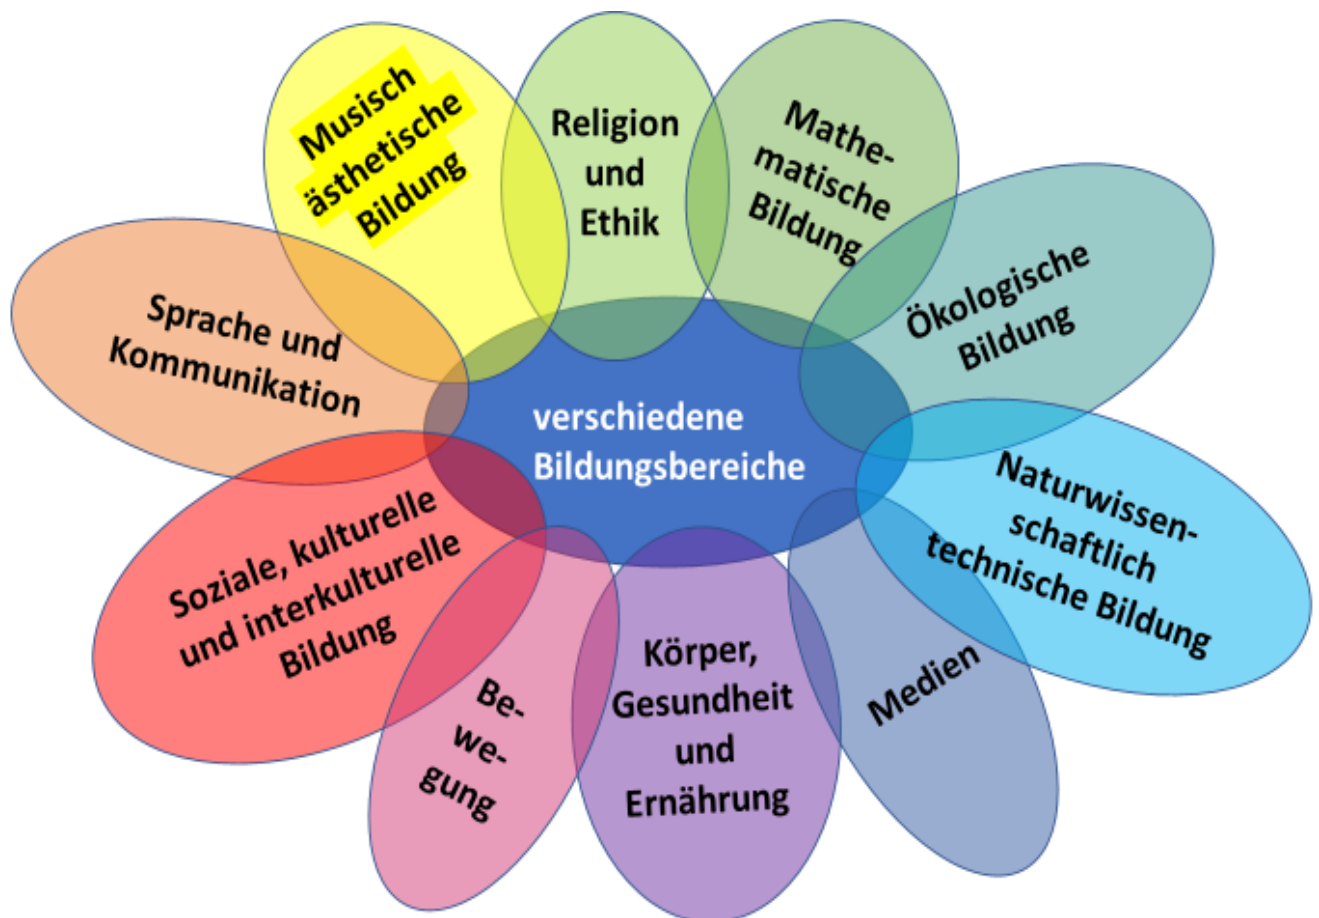 Musisch
ästhetische
Bildung
Religion
und
Ethik
Mathe-
matische
Bildung
Ökologische
Bildung
Sprache und
Kommunikation
verschiedene
Bildungsbereiche
Naturwissen-
schaftlich
technische Bildung
Soziale, kulturelle
und interkulturelle
Bildung
Be-
we-
gung
Körper,
Gesundheit
und
Ernährung
Medien